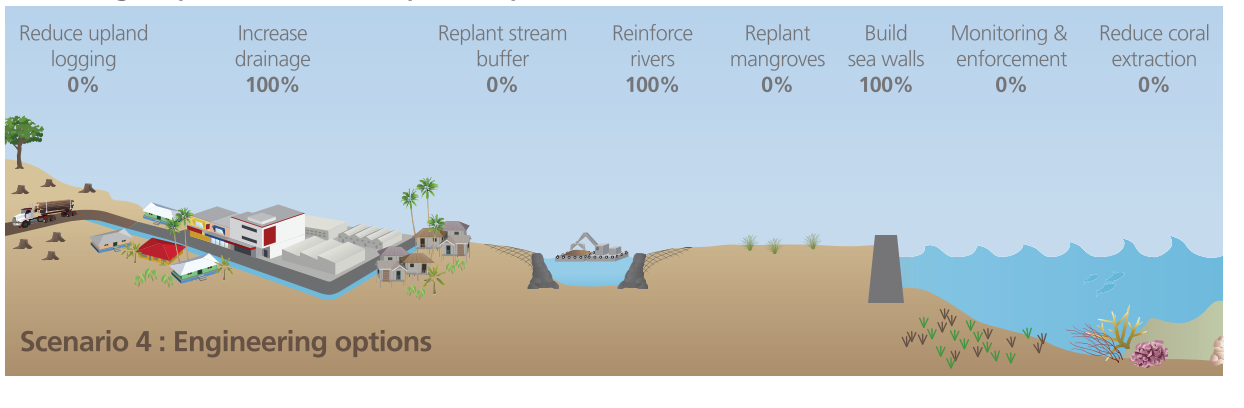 Reduce upland
logging
0%
Increase
drainage
100%
Replant stream
buffer
0%
Reinforce
rivers
100%
Replant
mangroves
0%
Build
sea walls
100%
Monitoring &
enforcement
0%
Reduce coral
extraction
0%
Scenario 4 : Engineering options